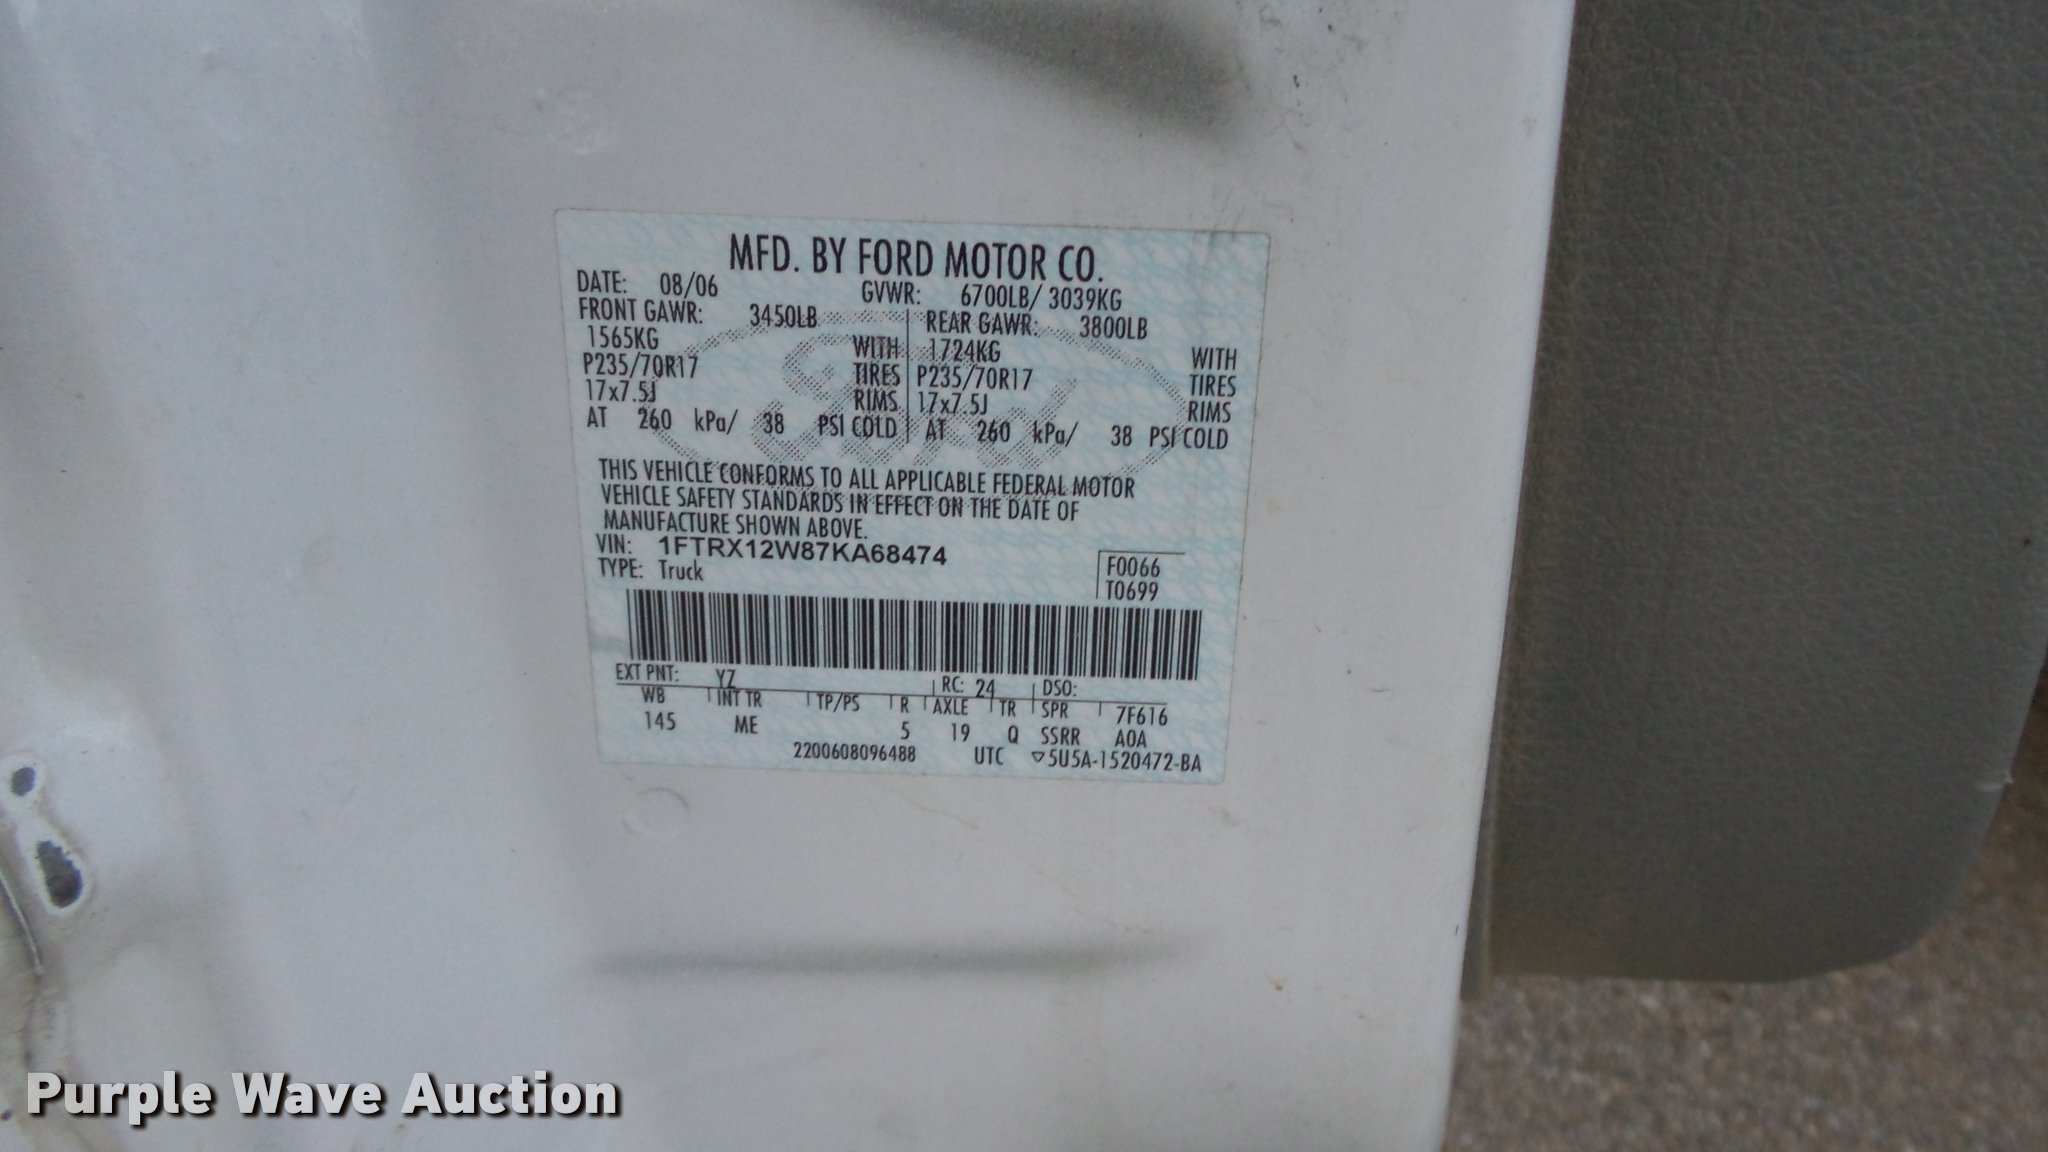 MFD. BY FORD MOTOR CO.
DATE: 08/06 GVWR: 6700LB/ 3039KG
FRONT GAWR: 3450LB REAR GAWR: 3800LB
1565KG WITH 1724KG WITH
P235/70R17 TIRES P235/70R17 TIRES
17x7.5J RIMS 17x7.5J RIMS
AT 260 kPa/ 38 PSI COLD AT 260 kPa/ 38 PSI COLD
Ford
THIS VEHICLE CONFORMS TO ALL APPLICABLE FEDERAL MOTOR
VEHICLE SAFETY STANDARDS IN EFFECT ON THE DATE OF
MANUFACTURE SHOWN ABOVE.
VIN: 1FTRX12W87KA68474
TYPE: Truck
F0066
T0699
EXT PNT: YZ RC: 24 DSO:
WB INT TR TP/PS R AXLE TR SPR 7F616
145 ME 5 19 Q SSRR A0A
2200608096488 UTC ▽5U5A-1520472-BA
Purple Wave Auction